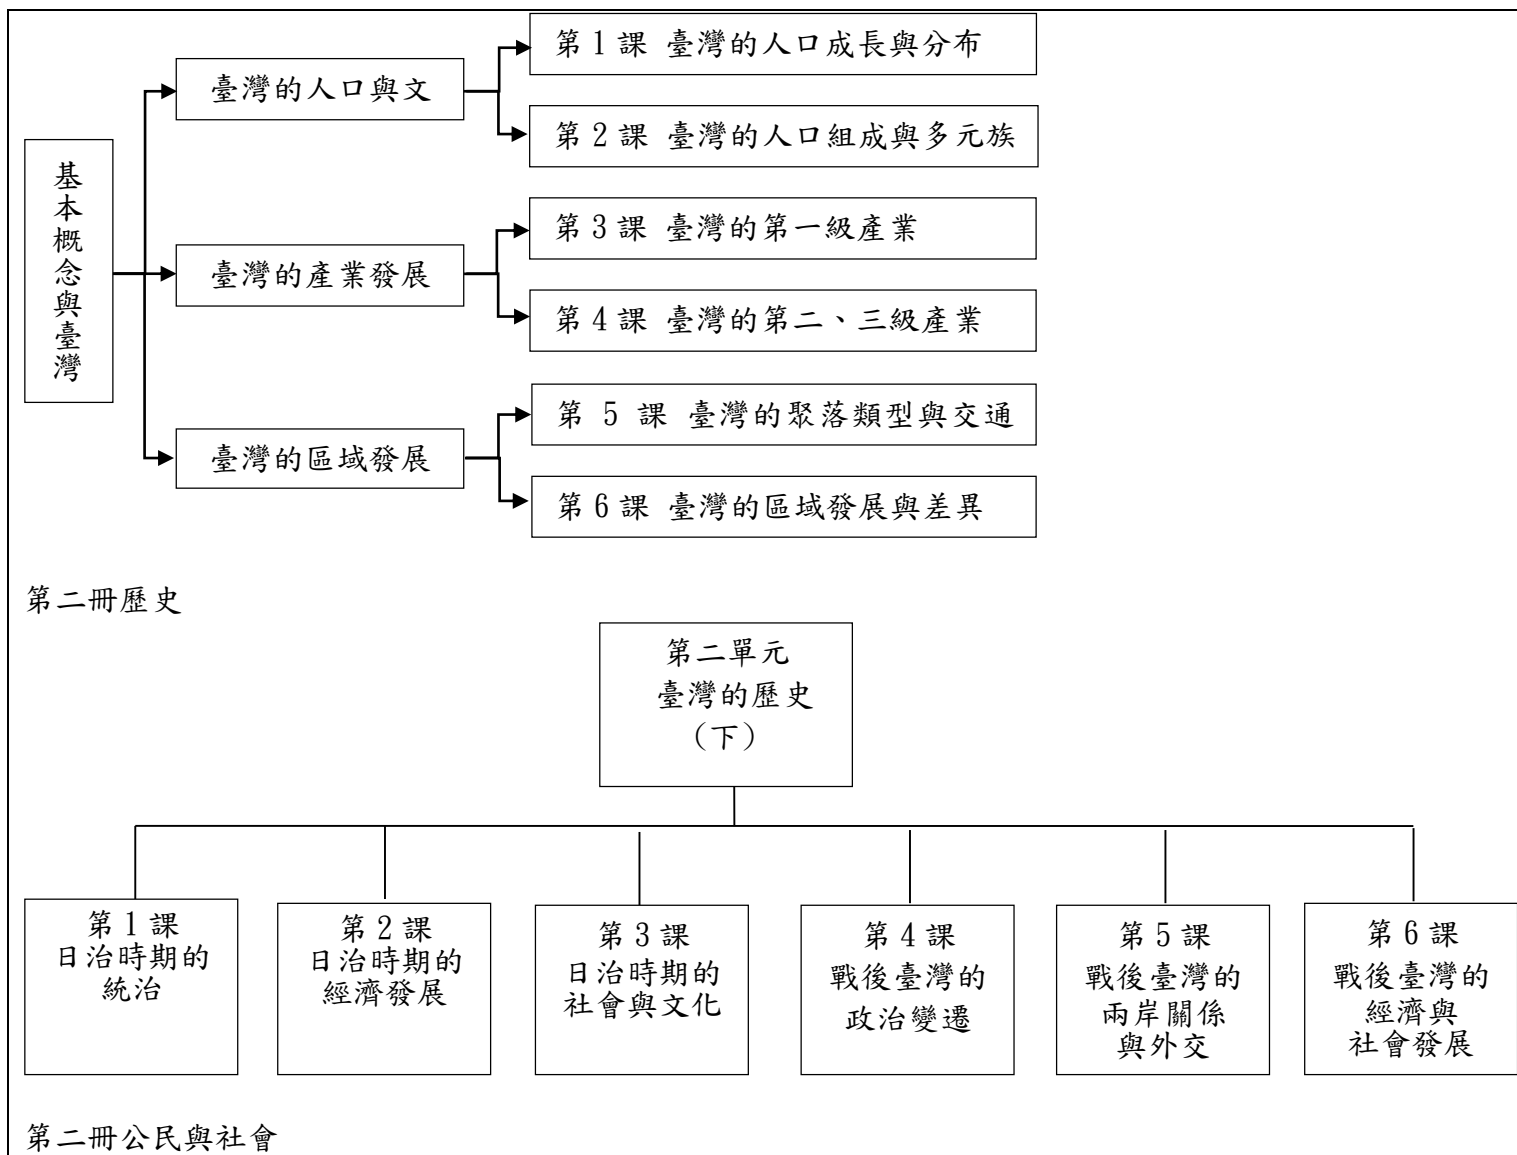 第 1 課 臺灣的人口成長與分布
臺灣的人口與文
第 2 課 臺灣的人口組成與多元族
基
本
概
念
與
臺
灣
第 3 課 臺灣的第一級產業
臺灣的產業發展
第 4 課 臺灣的第二、三級產業
第 5 課 臺灣的聚落類型與交通
臺灣的區域發展
第 6 課 臺灣的區域發展與差異
第二冊歷史
第二單元
臺灣的歷史
（下）
第 1 課
日治時期的
統治
第 2 課
日治時期的
經濟發展
第 3 課
日治時期的
社會與文化
第 4 課
戰後臺灣的
政治變遷
第 5 課
戰後臺灣的
兩岸關係
與外交
第 6 課
戰後臺灣的
經濟與
社會發展
第二冊公民與社會